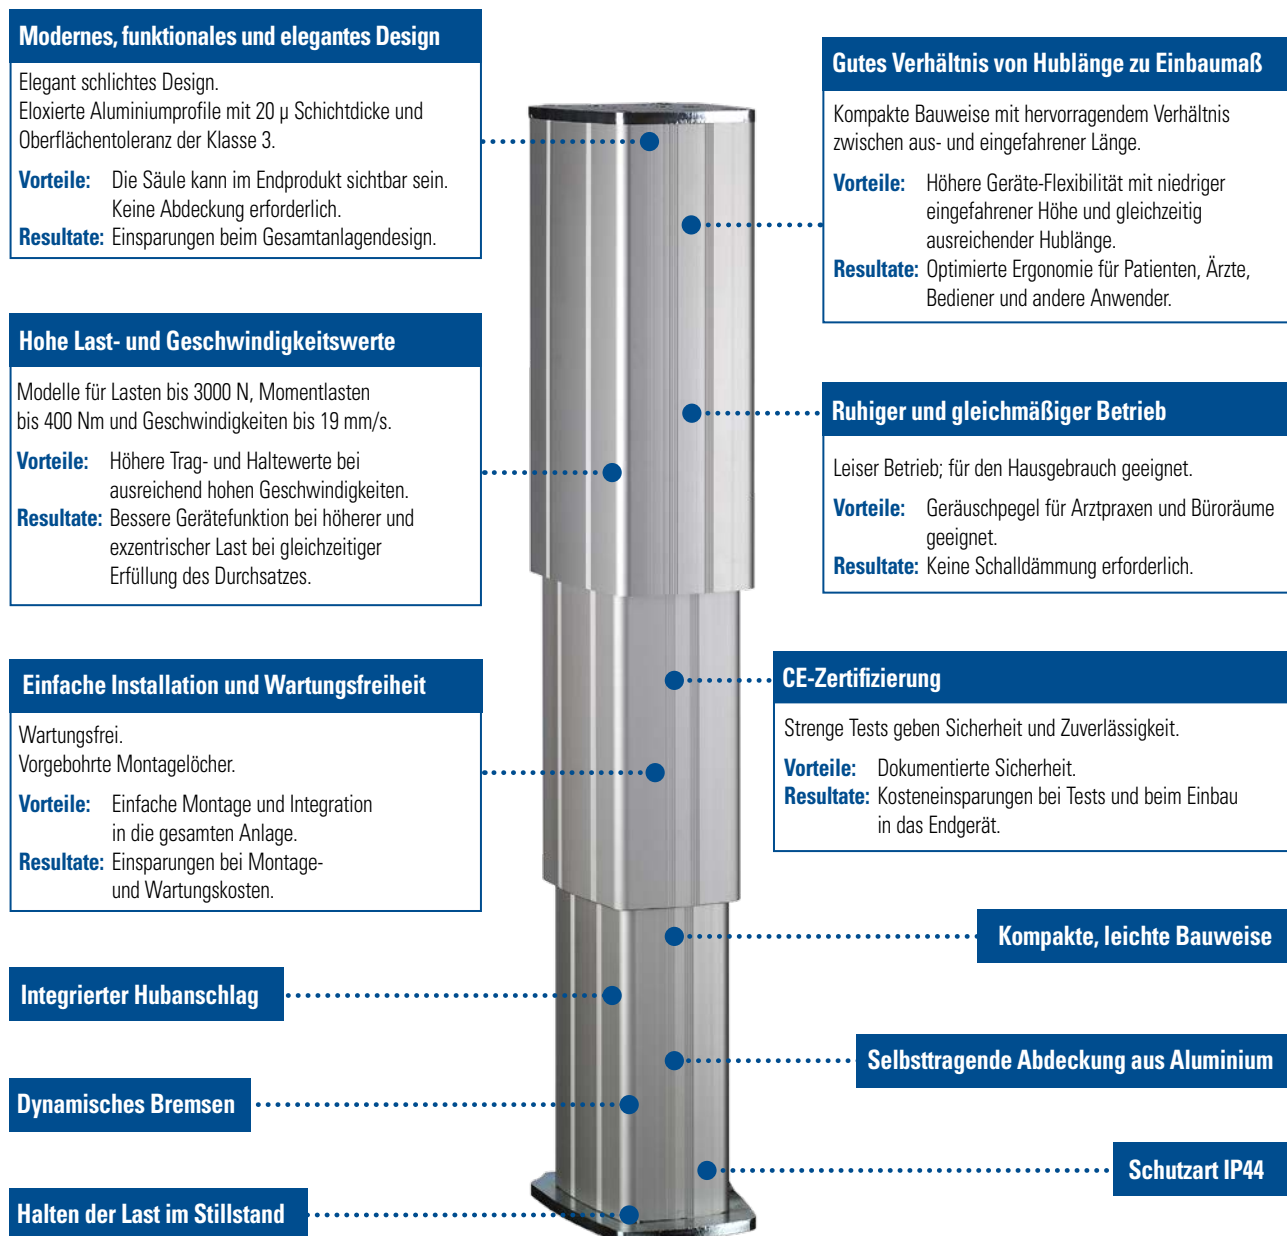 Modernes, funktionales und elegantes Design
Elegant schlichtes Design.
Eloxierte Aluminiumprofile mit 20 µ Schichtdicke und
Oberflächentoleranz der Klasse 3.
Vorteile: Die Säule kann im Endprodukt sichtbar sein.
Keine Abdeckung erforderlich.
Resultate: Einsparungen beim Gesamtanlagendesign.
Hohe Last- und Geschwindigkeitswerte
Modelle für Lasten bis 3000 N, Momentlasten
bis 400 Nm und Geschwindigkeiten bis 19 mm/s.
Vorteile: Höhere Trag- und Haltewerte bei
ausreichend hohen Geschwindigkeiten.
Resultate: Bessere Gerätefunktion bei höherer und
exzentrischer Last bei gleichzeitiger
Erfüllung des Durchsatzes.
Einfache Installation und Wartungsfreiheit
Wartungsfrei.
Vorgebohrte Montagelöcher.
Vorteile: Einfache Montage und Integration
in die gesamten Anlage.
Resultate: Einsparungen bei Montage-
und Wartungskosten.
Integrierter Hubanschlag
Dynamisches Bremsen
Halten der Last im Stillstand
Gutes Verhältnis von Hublänge zu Einbaumaß
Kompakte Bauweise mit hervorragendem Verhältnis
zwischen aus- und eingefahrener Länge.
Vorteile: Höhere Geräte-Flexibilität mit niedriger
eingefahrener Höhe und gleichzeitig
ausreichender Hublänge.
Resultate: Optimierte Ergonomie für Patienten, Ärzte,
Bediener und andere Anwender.
Ruhiger und gleichmäßiger Betrieb
Leiser Betrieb; für den Hausgebrauch geeignet.
Vorteile: Geräuschpegel für Arztpraxen und Büroräume
geeignet.
Resultate: Keine Schalldämmung erforderlich.
CE-Zertifizierung
Strenge Tests geben Sicherheit und Zuverlässigkeit.
Vorteile: Dokumentierte Sicherheit.
Resultate: Kosteneinsparungen bei Tests und beim Einbau
in das Endgerät.
Kompakte, leichte Bauweise
Selbsttragende Abdeckung aus Aluminium
Schutzart IP44